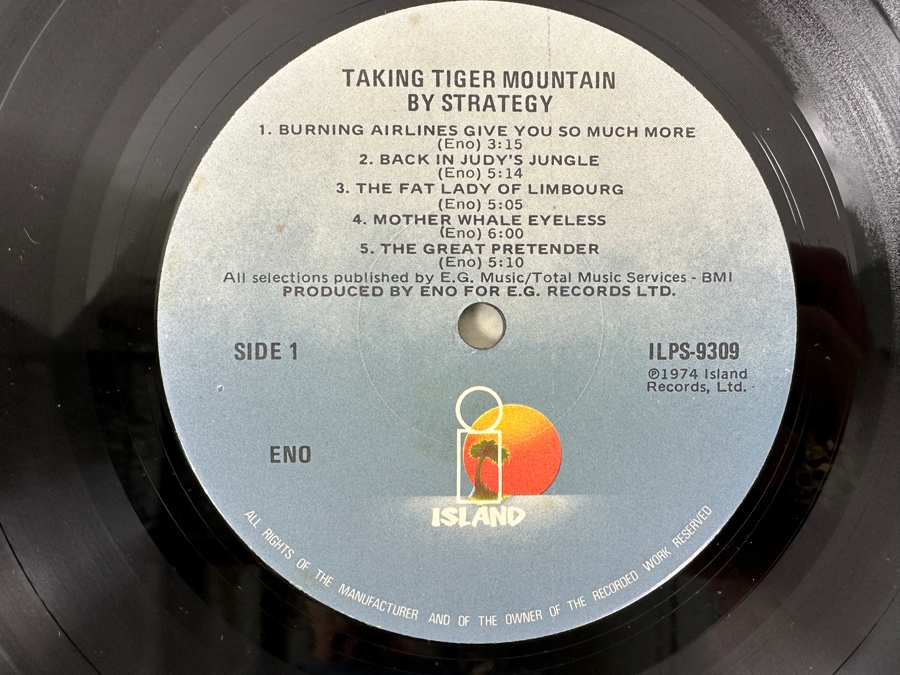 TAKING TIGER MOUNTAIN
BY STRATEGY
1. BURNING AIRLINES GIVE YOU SO MUCH MORE
(Eno) 3:15
2. BACK IN JUDY'S JUNGLE
(Eno) 5:14
3. THE FAT LADY OF LIMBOURG
(Eno) 5:05
4. MOTHER WHALE EYELESS
(Eno) 6:00
5. THE GREAT PRETENDER
(Eno) 5:10
All selections published by E.G. Music/Total Music Services - BMI
PRODUCED BY ENO FOR E.G. RECORDS LTD.
SIDE 1
ILPS-9309
℗1974 Island
Records, Ltd.
ENO
i
ISLAND
ALL RIGHTS OF THE MANUFACTURER AND OF THE OWNER OF THE RECORDED WORK RESERVED